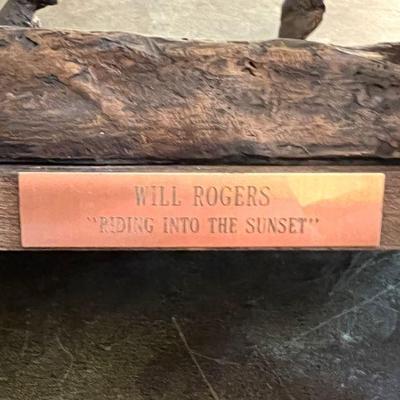 WILL ROGERS
"RIDING INTO THE SUNSET"